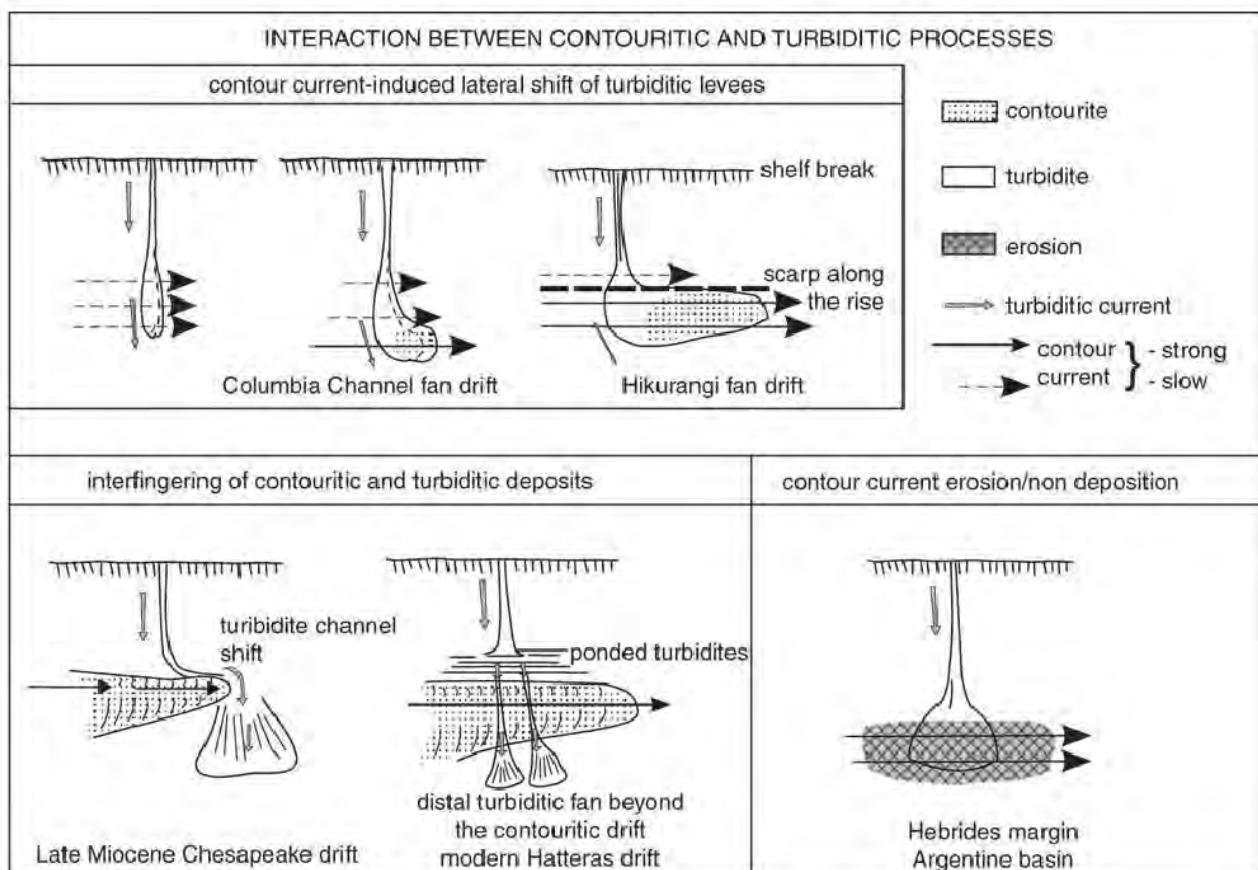 INTERACTION BETWEEN CONTOURITIC AND TURBIDITIC PROCESSES
contour current-induced lateral shift of turbiditic levees
shelf break
scarp along
the rise
Columbia Channel fan drift
Hikurangi fan drift
contourite
turbidite
erosion
turbiditic current
contour
current
} - strong
- slow
interfingering of contouritic and turbiditic deposits
turibidite channel
shift
Late Miocene Chesapeake drift
ponded turbidites
distal turbiditic fan beyond
the contouritic drift
modern Hatteras drift
contour current erosion/non deposition
Hebrides margin
Argentine basin